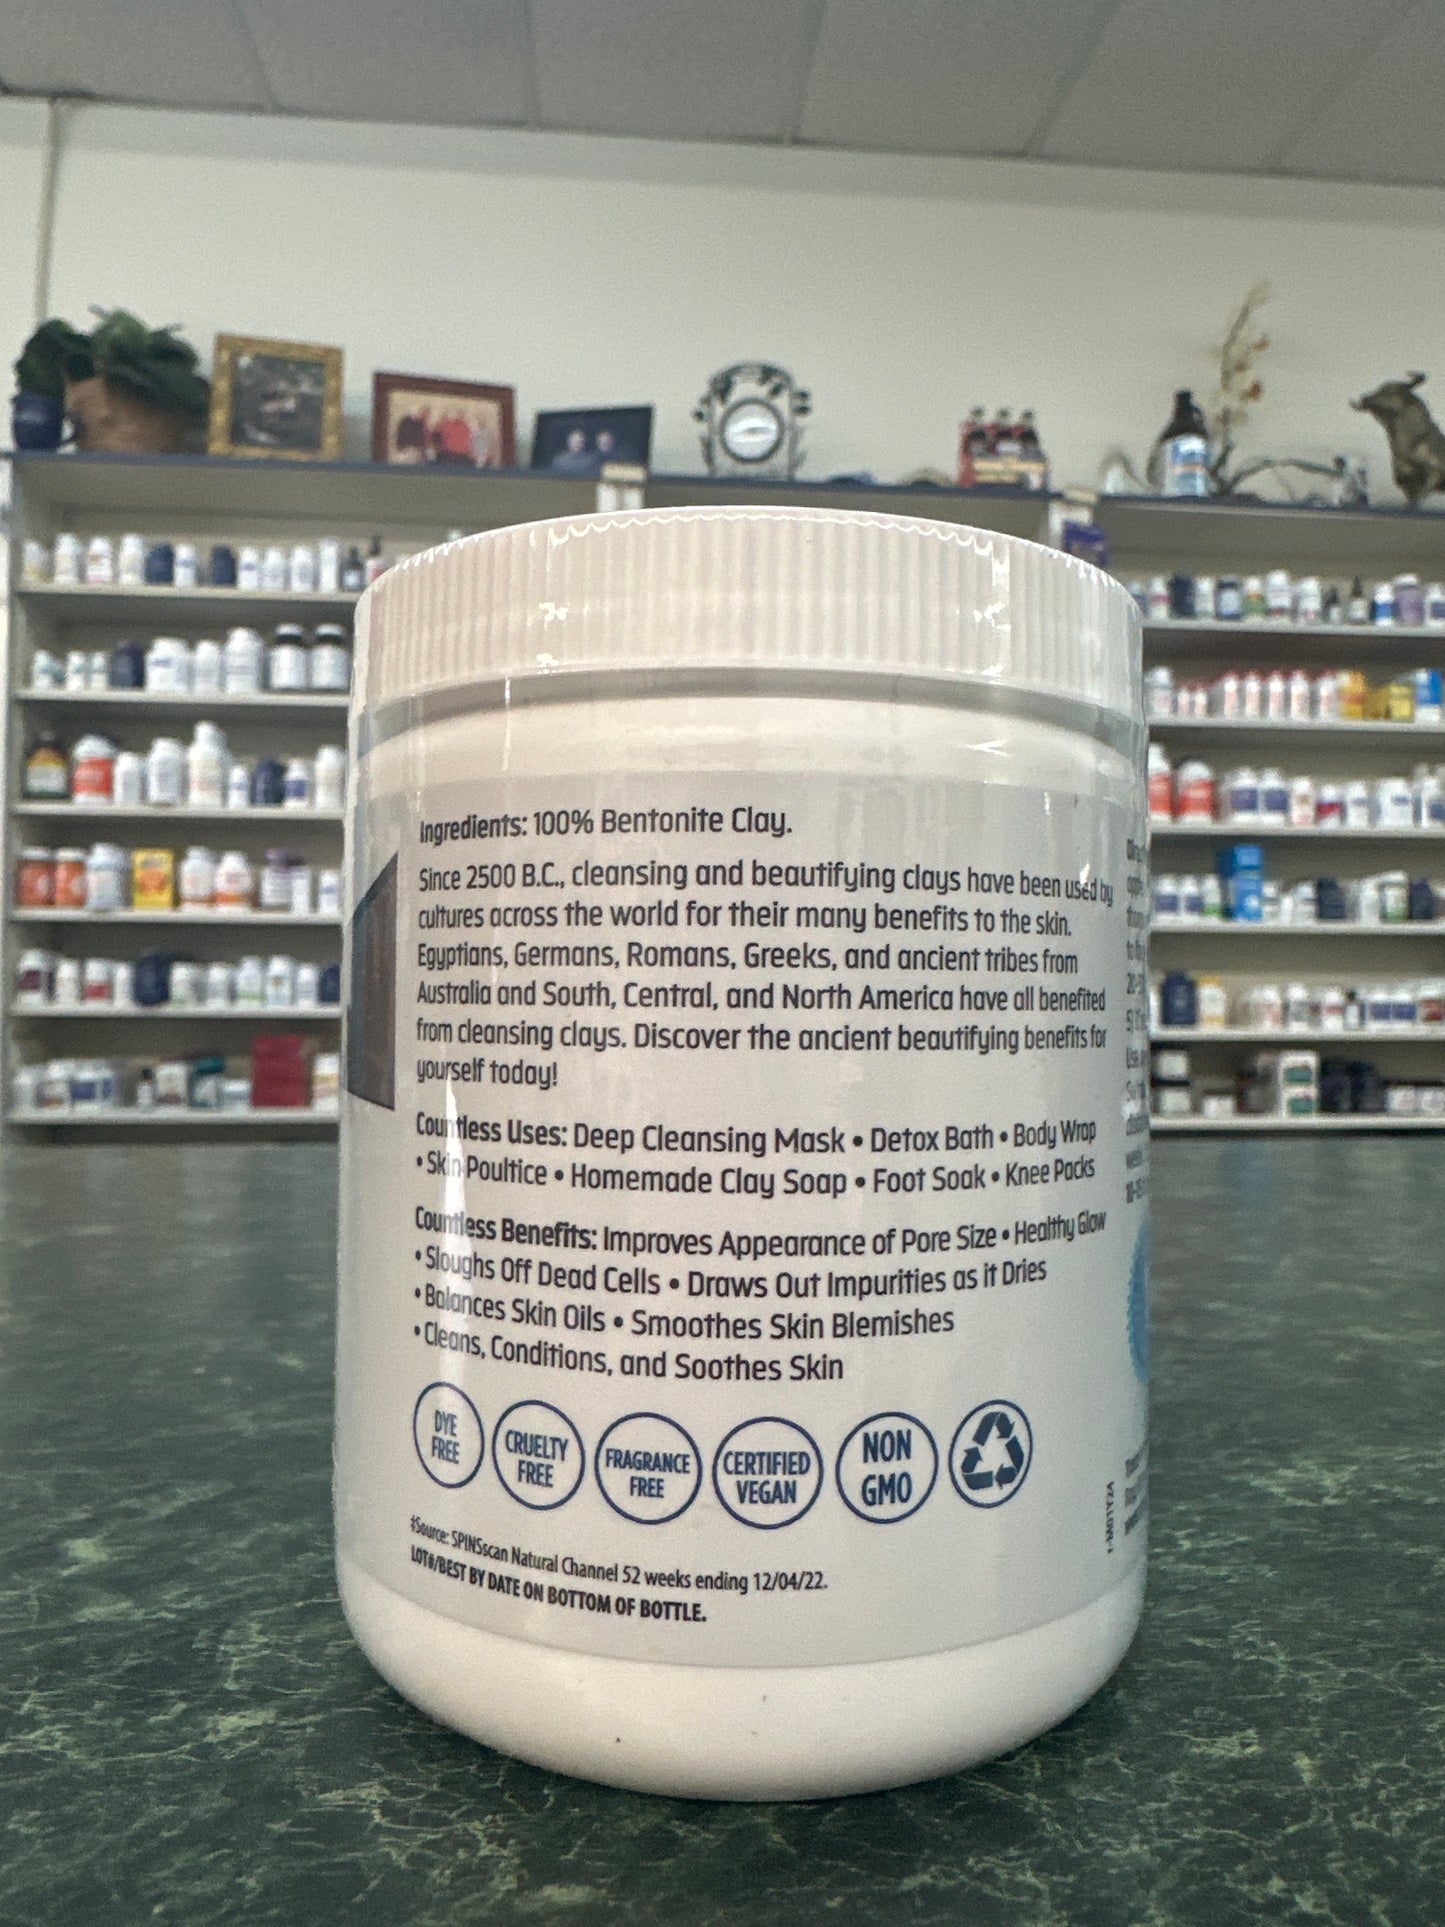 Ingredients: 100% Bentonite Clay.
Since 2500 B.C., cleansing and beautifying clays have been used by
cultures across the world for their many benefits to the skin.
Egyptians, Germans, Romans, Greeks, and ancient tribes from
Australia and South, Central, and North America have all benefited
from cleansing clays. Discover the ancient beautifying benefits for
yourself today!
Countless Uses: Deep Cleansing Mask • Detox Bath • Body Wrap
• Skin Poultice • Homemade Clay Soap • Foot Soak • Knee Packs
Countless Benefits: Improves Appearance of Pore Size • Healthy Glow
• Sloughs Off Dead Cells • Draws Out Impurities as it Dries
• Balances Skin Oils • Smoothes Skin Blemishes
• Cleans, Conditions, and Soothes Skin
DYE
FREE
CRUELTY
FREE
FRAGRANCE
FREE
CERTIFIED
VEGAN
NON
GMO
‡Source: SPINSscan Natural Channel 52 weeks ending 12/04/22.
LOT#/BEST BY DATE ON BOTTOM OF BOTTLE.